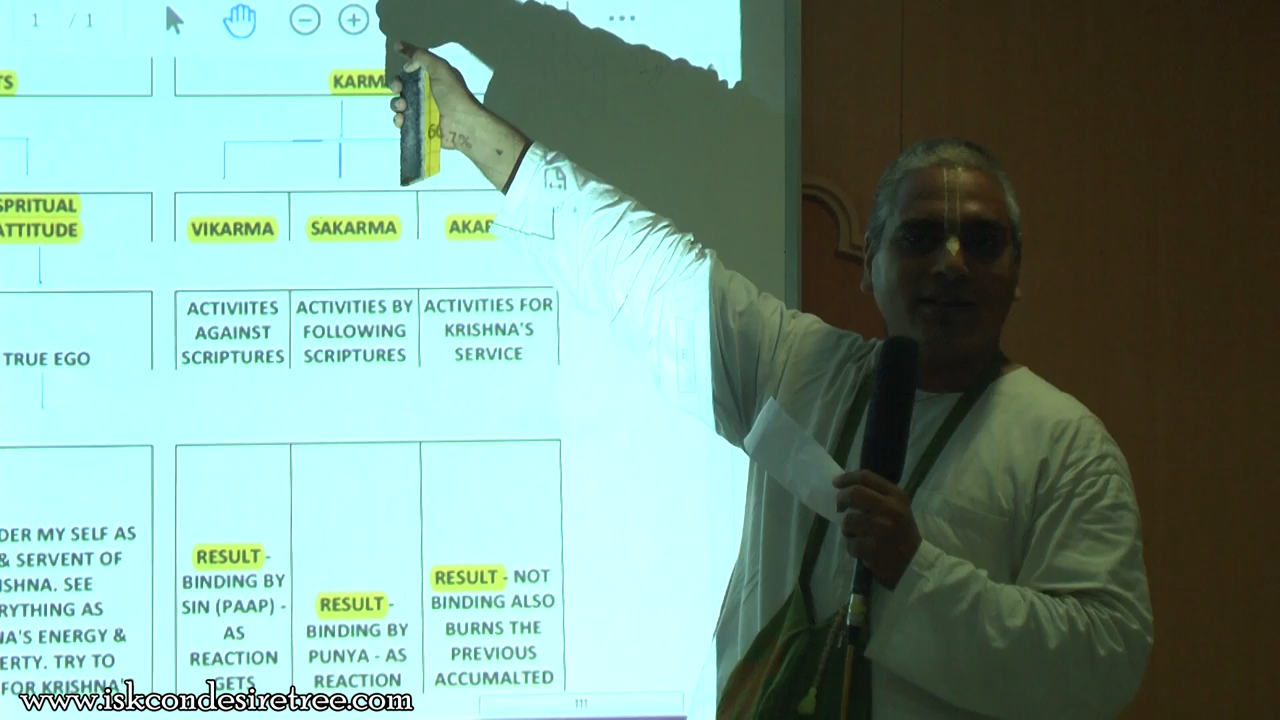 1 / 1
TS
KARM
SPRITUAL
ATTITUDE
VIKARMA
SAKARMA
AKAR
TRUE EGO
ACTIVIITES
AGAINST
SCRIPTURES
ACTIVITIES BY
FOLLOWING
SCRIPTURES
ACTIVITIES FOR
KRISHNA'S
SERVICE
DER MY SELF AS
& SERVENT OF
ISHNA. SEE
RYTHING AS
NA'S ENERGY &
ERTY. TRY TO
FOR KRISHNA'
RESULT -
BINDING BY
SIN (PAAP) -
AS
REACTION
GETS
RESULT -
BINDING BY
PUNYA - AS
REACTION
RESULT - NOT
BINDING ALSO
BURNS THE
PREVIOUS
ACCUMALTED
www.iskcondesiretree.com